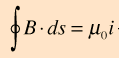 ∮B · ds = μ₀i ·